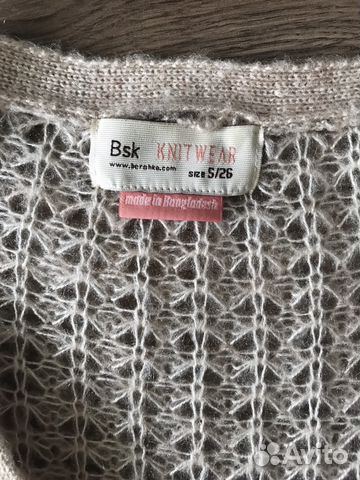 Bsk KNITWEAR
www.bershka.com SIZE S/26
made in Bangladesh
Avito